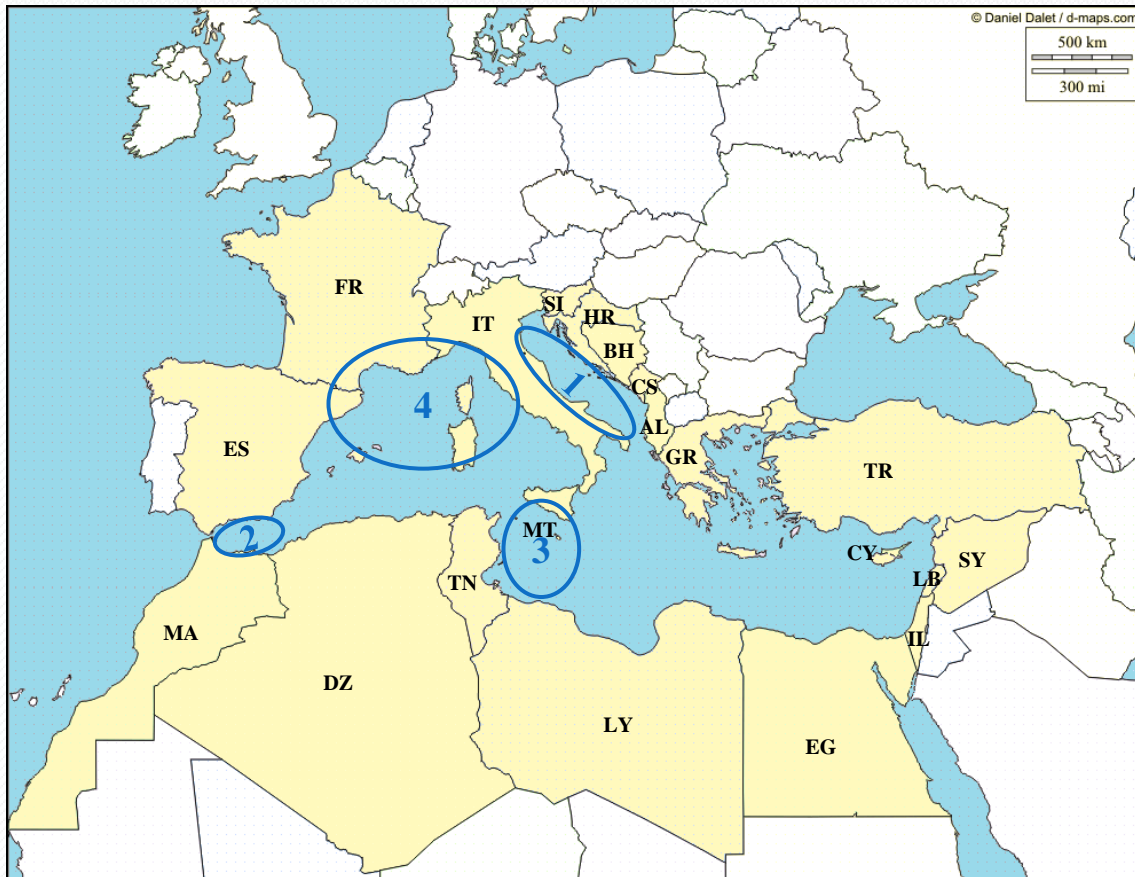 © Daniel Dalet / d-maps.com
500 km
300 mi
FR
SI
HR
IT
BH
1
CS
4
AL
ES
GR
TR
2
MT
3
CY
SY
TN
LB
MA
IL
DZ
LY
EG